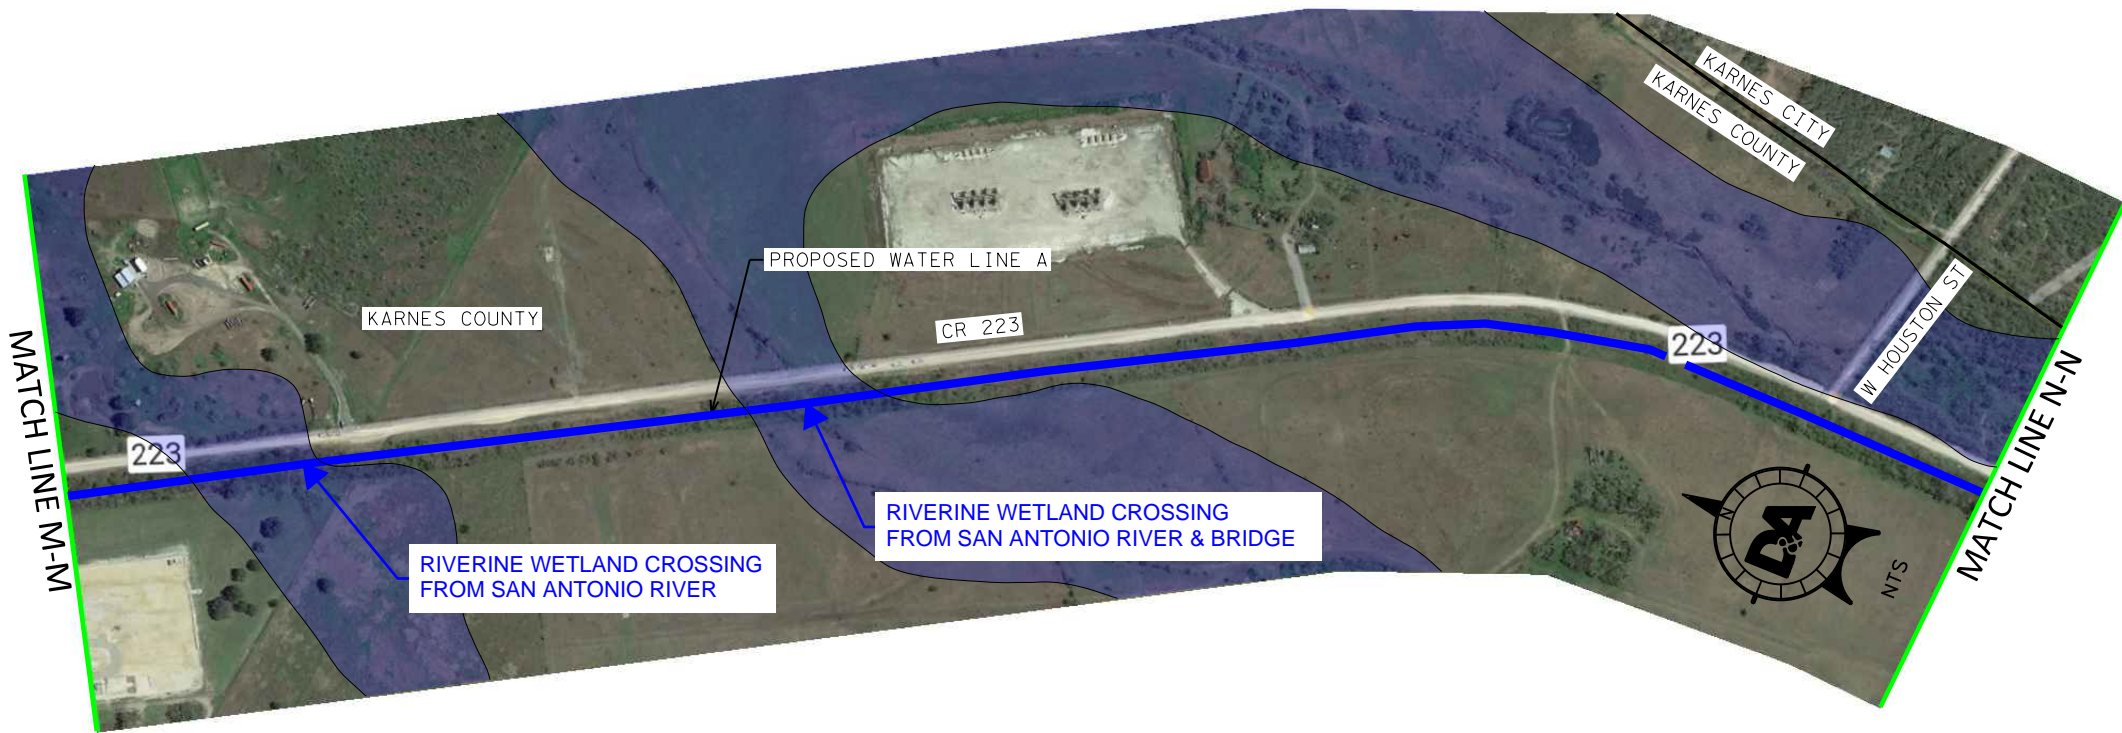 KARNES CITY
KARNES COUNTY
PROPOSED WATER LINE A
KARNES COUNTY
CR 223
223
W HOUSTON ST
MATCH LINE M-M
223
MATCH LINE N-N
RIVERINE WETLAND CROSSING
FROM SAN ANTONIO RIVER & BRIDGE
RIVERINE WETLAND CROSSING
FROM SAN ANTONIO RIVER
N
D&A
NTS